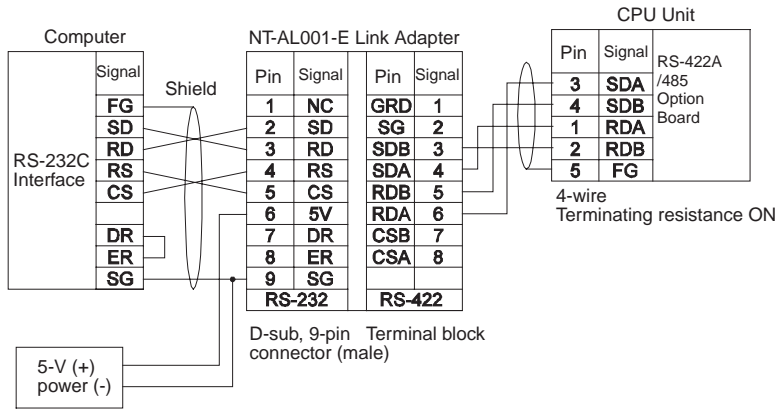 CPU Unit
Computer
NT-AL001-E Link Adapter
Signal
Shield
FG
SD
RD
RS
CS
DR
ER
SG
RS-232C
Interface
Pin Signal Pin Signal
1 NC GRD 1
2 SD SG 2
3 RD SDB 3
4 RS SDA 4
5 CS RDB 5
6 5V RDA 6
7 DR CSB 7
8 ER CSA 8
9 SG
RS-232 RS-422
D-sub, 9-pin
connector (male)
Terminal block
Pin Signal
3 SDA
4 SDB
1 RDA
2 RDB
5 FG
RS-422A
/485
Option
Board
4-wire
Terminating resistance ON
5-V (+)
power (-)